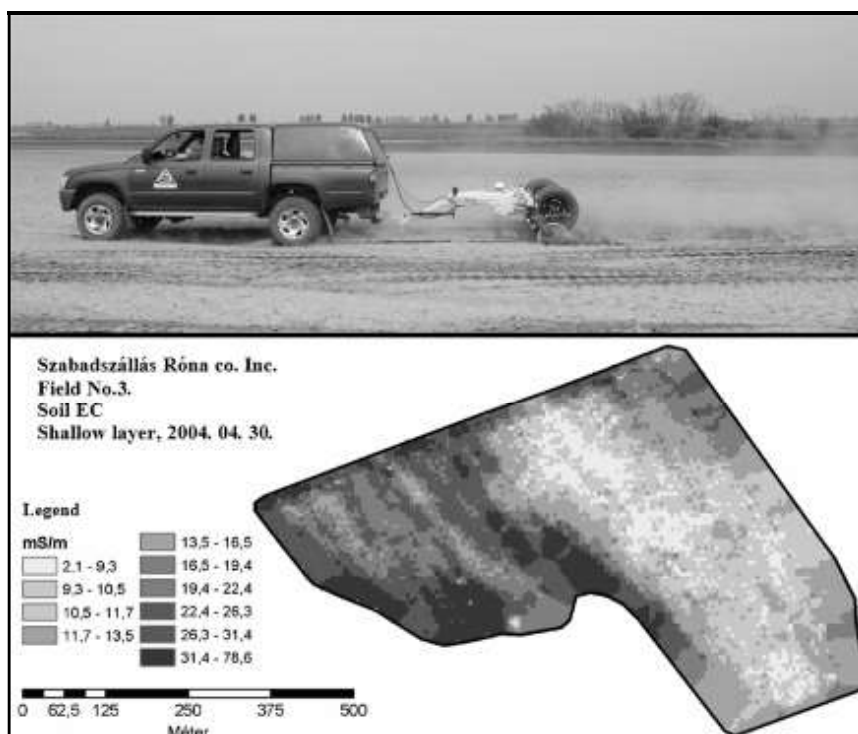 Szabadszállás Róna co. Inc.
Field No.3.
Soil EC
Shallow layer, 2004. 04. 30.
Legend
mS/m
2,1 - 9,3
9,3 - 10,5
10,5 - 11,7
11,7 - 13,5
13,5 - 16,5
16,5 - 19,4
19,4 - 22,4
22,4 - 26,3
26,3 - 31,4
31,4 - 78,6
0 62,5 125 250 375 500
Méter